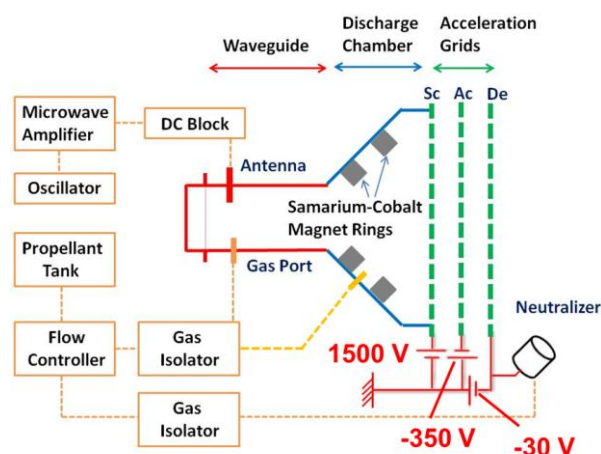 Waveguide
Discharge
Chamber
Acceleration
Grids
Sc Ac De
Microwave
Amplifier
DC Block
Antenna
Oscillator
Samarium-Cobalt
Magnet Rings
Propellant
Tank
Gas Port
Neutralizer
Flow
Controller
Gas
Isolator
1500 V
Gas
Isolator
-350 V
-30 V